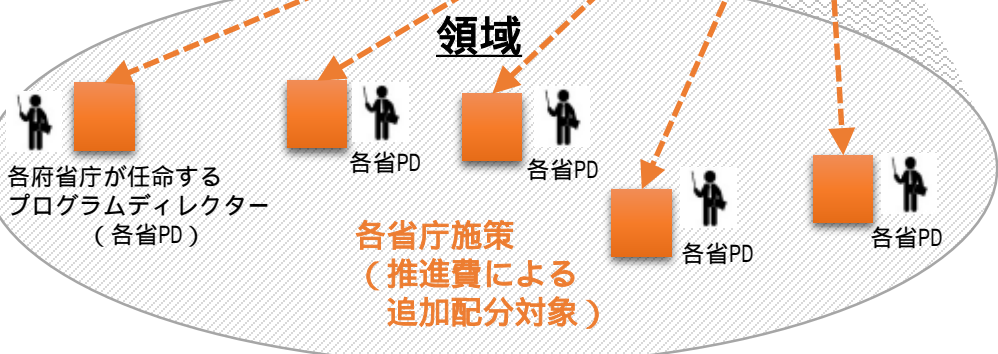 領域
各府省庁が任命する
プログラムディレクター
（各省PD）
各省PD
各省PD
各省PD
各省PD
各省庁施策
（推進費による
追加配分対象）